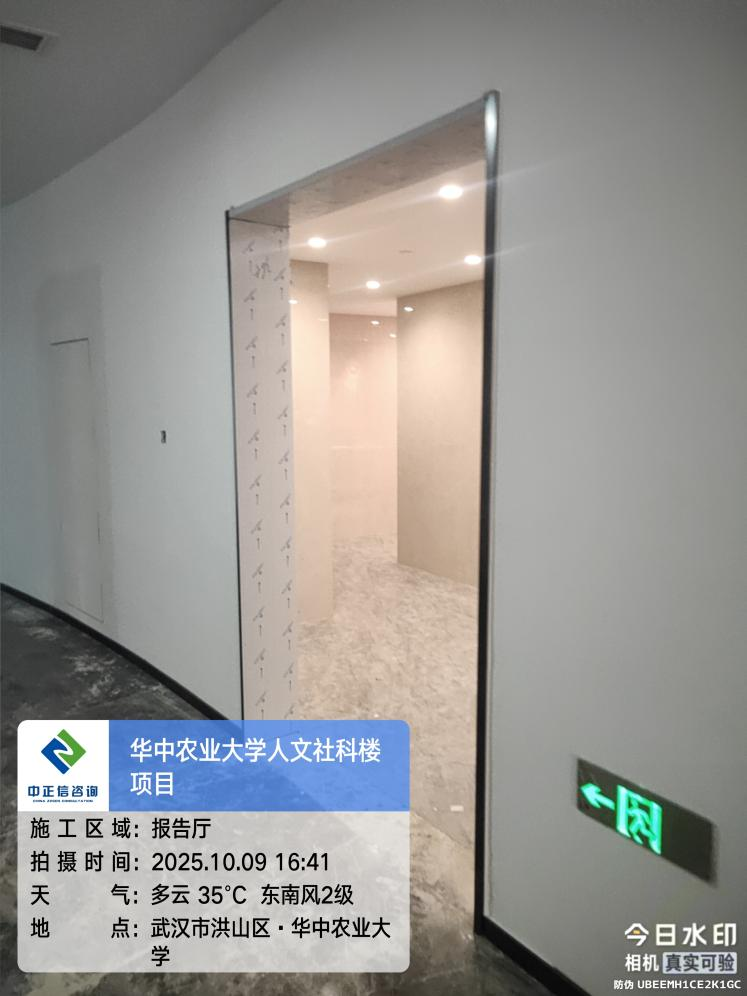 中正信咨询
CHINA ZOSEN CONSULTATION
华中农业大学人文社科楼
项目
施工区域：报告厅
拍摄时间：2025.10.09 16:41
天气：多云 35℃ 东南风2级
地点：武汉市洪山区·华中农业大
学
今日水印
相机 真实可验
防伪 UBEEMH1CE2K1GC